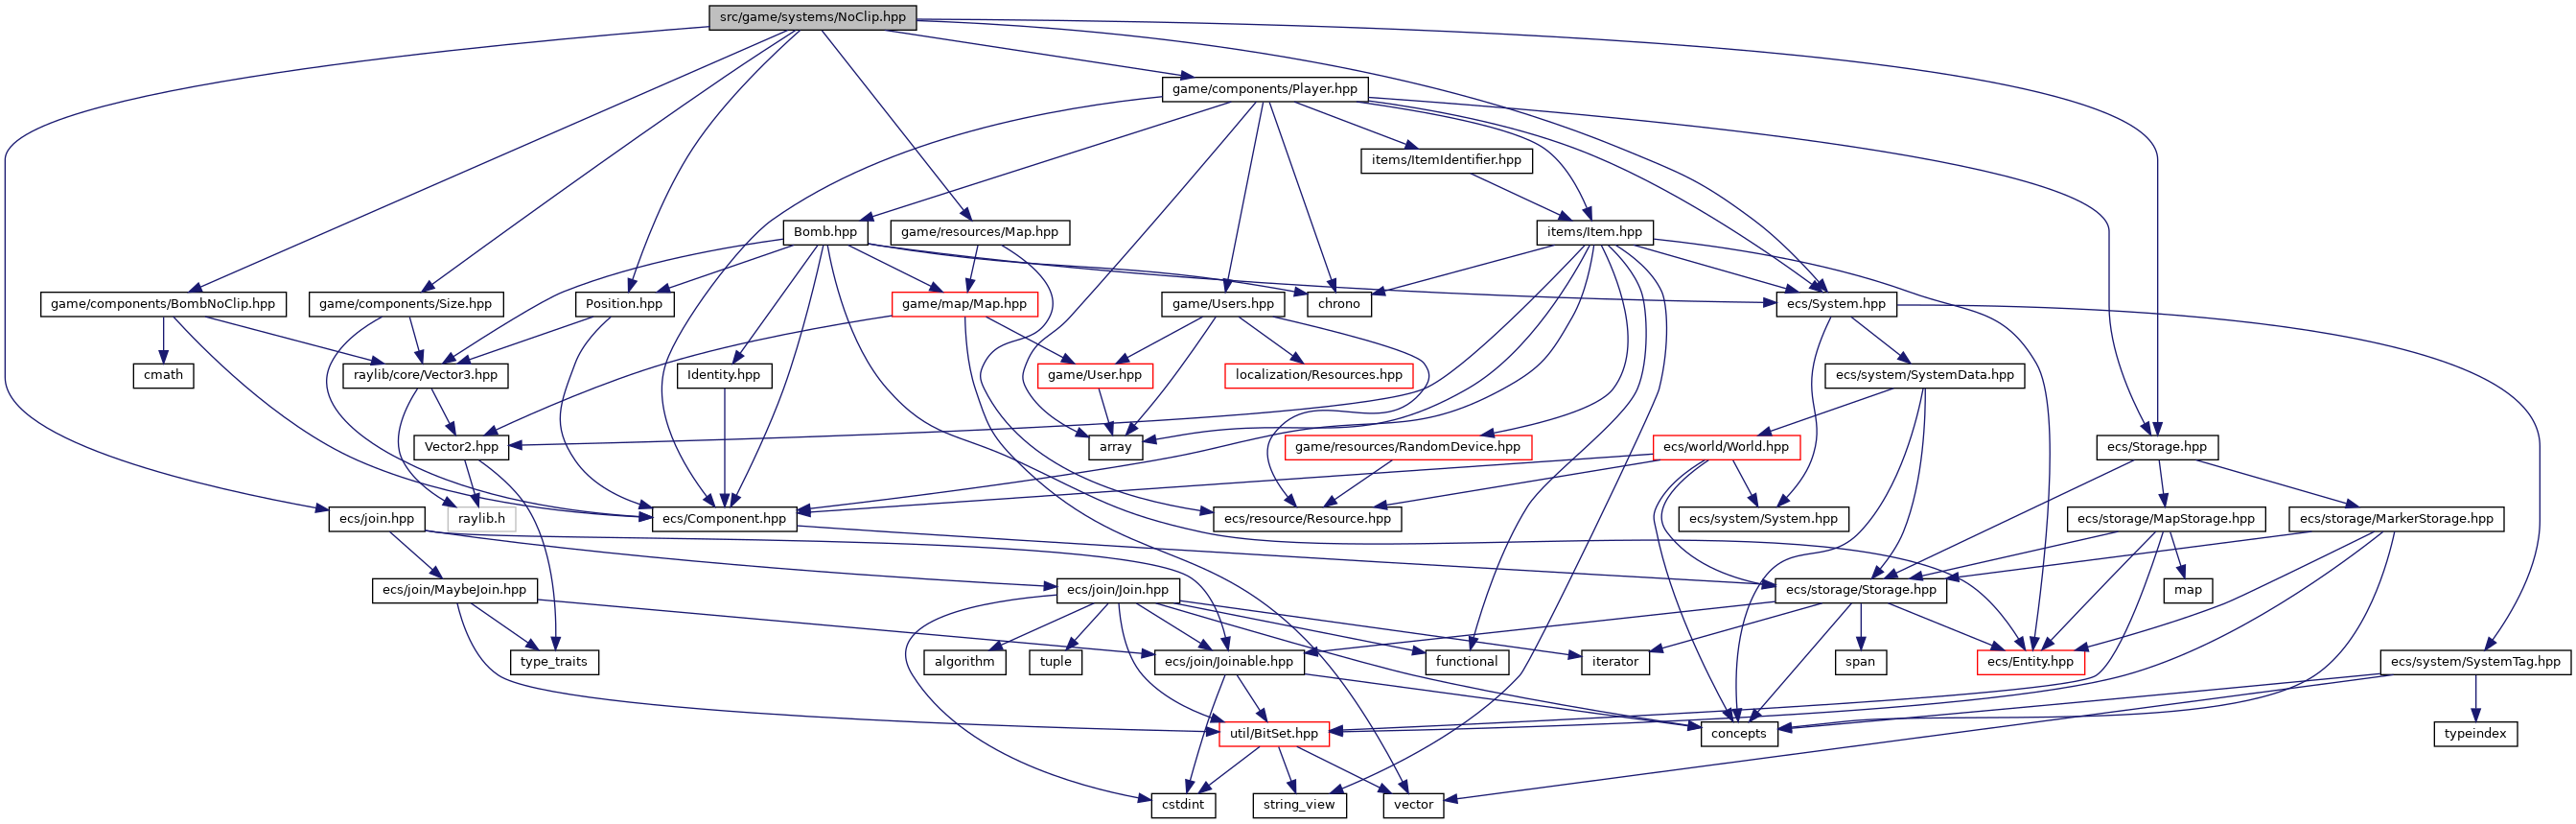 src/game/systems/NoClip.hpp
game/components/Player.hpp
items/ItemIdentifier.hpp
Bomb.hpp
game/resources/Map.hpp
items/Item.hpp
game/components/BombNoClip.hpp
game/components/Size.hpp
Position.hpp
game/map/Map.hpp
game/Users.hpp
chrono
ecs/System.hpp
cmath
raylib/core/Vector3.hpp
Identity.hpp
game/User.hpp
localization/Resources.hpp
ecs/system/SystemData.hpp
Vector2.hpp
array
game/resources/RandomDevice.hpp
ecs/world/World.hpp
ecs/Storage.hpp
ecs/join.hpp
raylib.h
ecs/Component.hpp
ecs/resource/Resource.hpp
ecs/system/System.hpp
ecs/storage/MapStorage.hpp
ecs/storage/MarkerStorage.hpp
ecs/join/MaybeJoin.hpp
ecs/join/Join.hpp
ecs/storage/Storage.hpp
map
type_traits
algorithm
tuple
ecs/join/Joinable.hpp
functional
iterator
span
ecs/Entity.hpp
ecs/system/SystemTag.hpp
util/BitSet.hpp
concepts
typeindex
cstdint
string_view
vector